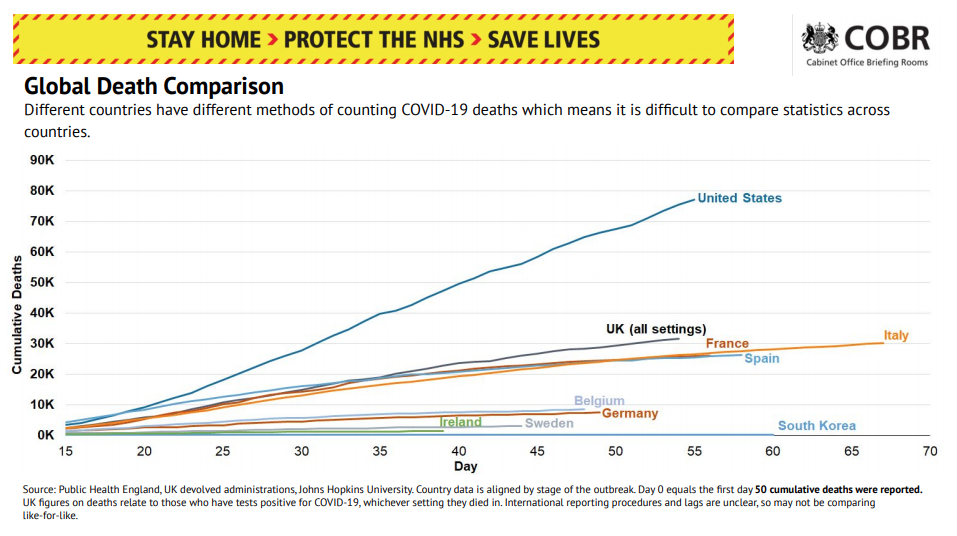 STAY HOME > PROTECT THE NHS > SAVE LIVES
COBR
Cabinet Office Briefing Rooms
Global Death Comparison
Different countries have different methods of counting COVID-19 deaths which means it is difficult to compare statistics across
countries.
90K
80K
70K
60K
50K
40K
30K
20K
10K
0K
Cumulative Deaths
United States
UK (all settings)
Italy
France
Spain
Belgium
Germany
Ireland
Sweden
South Korea
15 20 25 30 35 40 45 50 55 60 65 70
Day
Source: Public Health England, UK devolved administrations, Johns Hopkins University. Country data is aligned by stage of the outbreak. Day 0 equals the first day 50 cumulative deaths were reported.
UK figures on deaths relate to those who have tests positive for COVID-19, whichever setting they died in. International reporting procedures and lags are unclear, so may not be comparing
like-for-like.